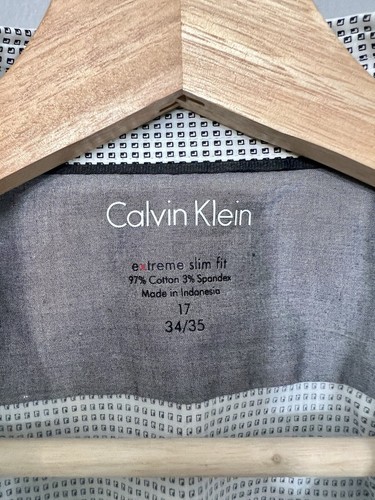 Calvin Klein
extreme slim fit
97% Cotton 3% Spandex
Made in Indonesia
17
34/35